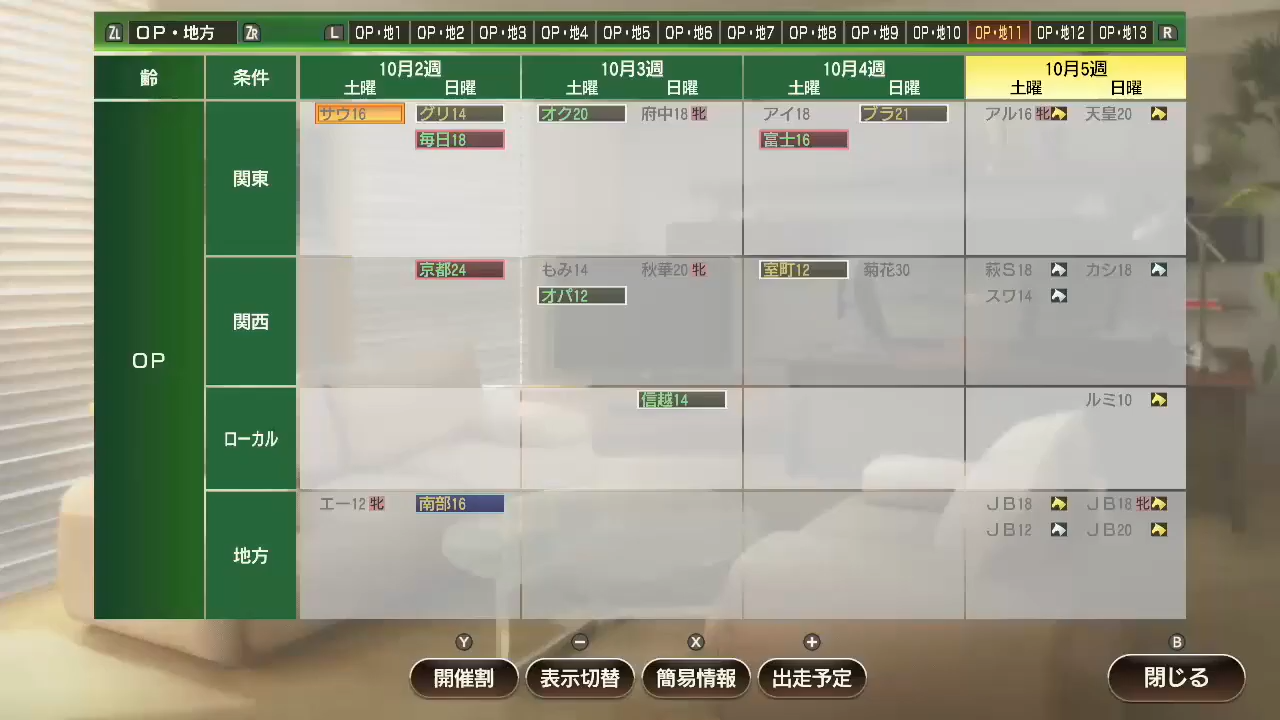 ZL OP・地方 ZR L OP・地1 OP・地2 OP・地3 OP・地4 OP・地5 OP・地6 OP・地7 OP・地8 OP・地9 OP・地10 OP・地11 OP・地12 OP・地13 R
齢 条件 10月2週 10月3週 10月4週 10月5週
土曜 日曜 土曜 日曜 土曜 日曜 土曜 日曜
サウ16 グリ14 オク20 府中18 牝 アイ18 ブラ21 アル16 牝 天皇20
毎日18 富士16
関東
京都24 もみ14 秋華20 牝 室町12 菊花30 萩S18 カシ18
オパ12 スワ14
関西
OP
信越14 ルミ10
ローカル
エー12 牝 南部16 JB18 JB18 牝
JB12 JB20
地方
Y − X + B
開催割 表示切替 簡易情報 出走予定 閉じる